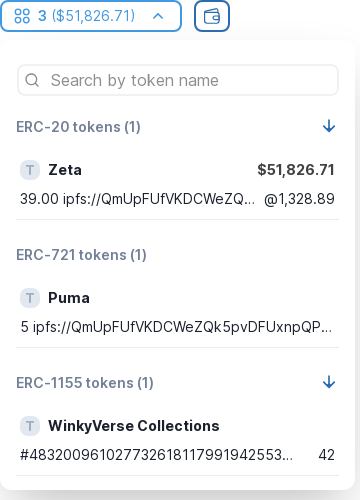 3 ($51,826.71)
Search by token name
ERC-20 tokens (1)
T Zeta $51,826.71
39.00 ipfs://QmUpFUfVKDCWeZQ... @1,328.89
ERC-721 tokens (1)
T Puma
5 ipfs://QmUpFUfVKDCWeZQk5pvDFUxnpQP...
ERC-1155 tokens (1)
T WinkyVerse Collections
#48320096102773261811799194255​3... 42